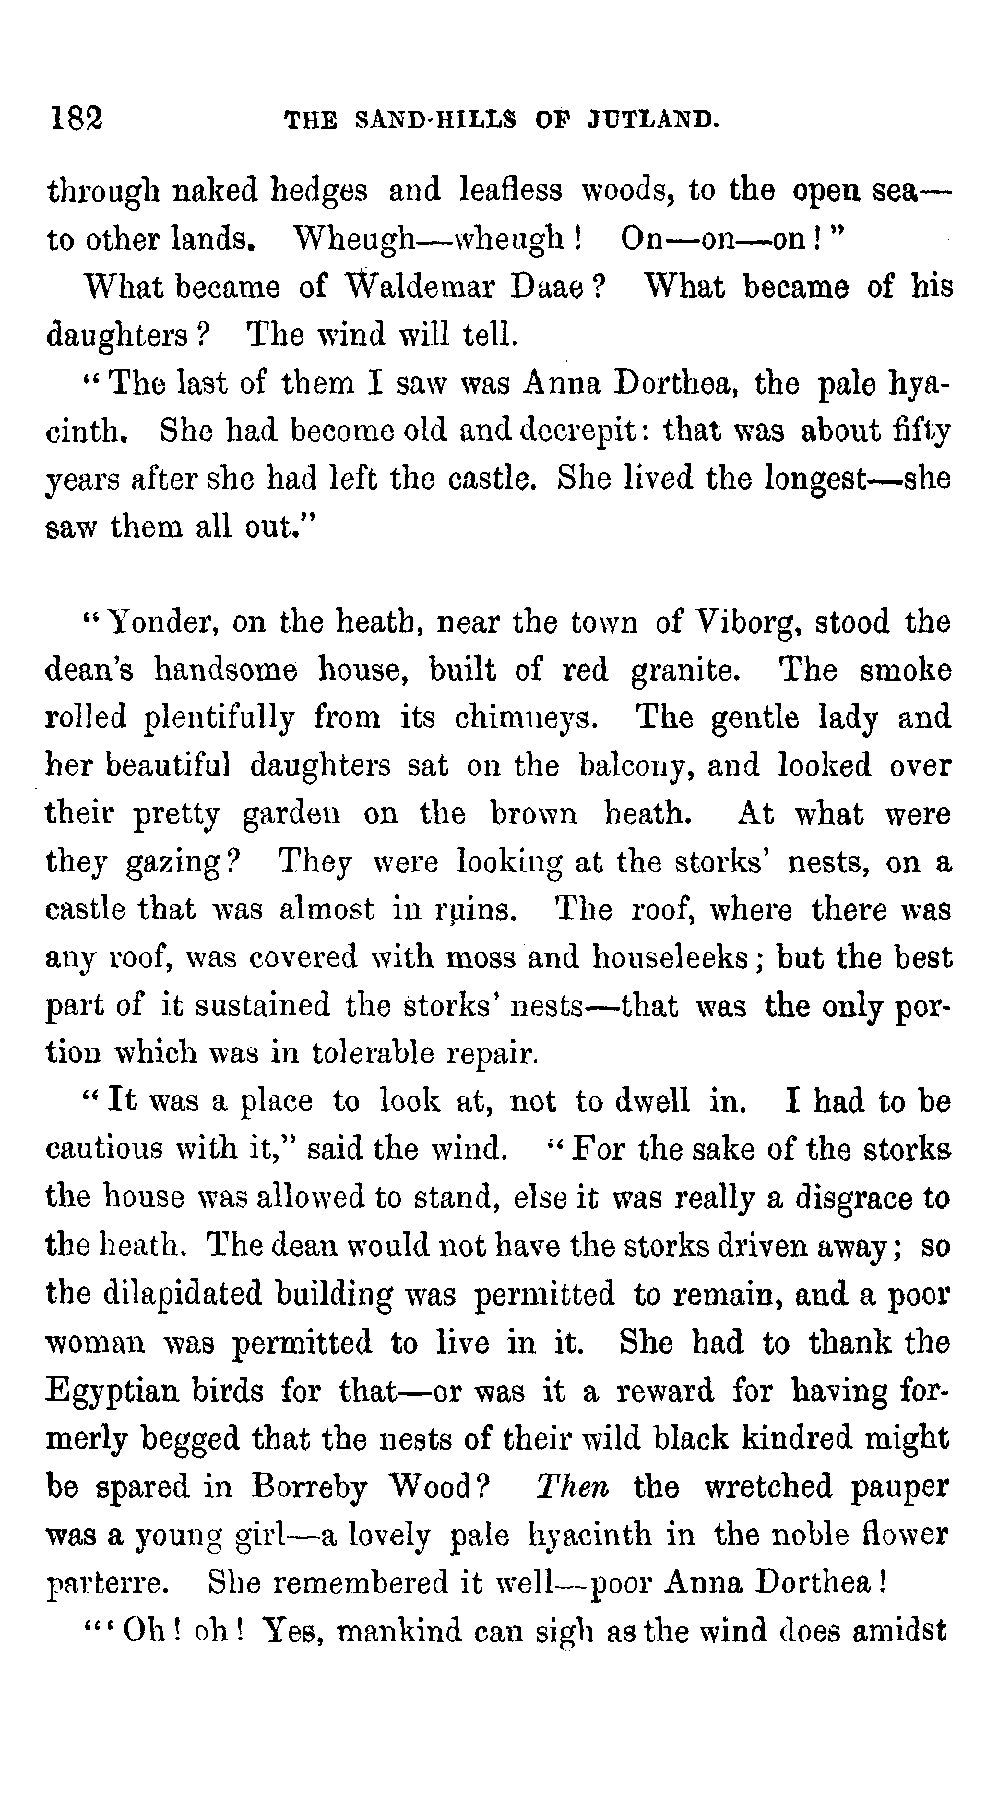 182 THE SAND-HILLS OF JUTLAND.
through naked hedges and leafless woods, to the open sea—
to other lands. Wheugh—wheugh! On—on—on!"
What became of Waldemar Daae? What became of his
daughters? The wind will tell.
"The last of them I saw was Anna Dorthea, the pale hya-
cinth. She had become old and decrepit: that was about fifty
years after she had left the castle. She lived the longest—she
saw them all out."
"Yonder, on the heath, near the town of Viborg, stood the
dean's handsome house, built of red granite. The smoke
rolled plentifully from its chimneys. The gentle lady and
her beautiful daughters sat on the balcony, and looked over
their pretty garden on the brown heath. At what were
they gazing? They were looking at the storks' nests, on a
castle that was almost in ruins. The roof, where there was
any roof, was covered with moss and houseleeks; but the best
part of it sustained the storks' nests—that was the only por-
tion which was in tolerable repair.
"It was a place to look at, not to dwell in. I had to be
cautious with it," said the wind. "For the sake of the storks
the house was allowed to stand, else it was really a disgrace to
the heath. The dean would not have the storks driven away; so
the dilapidated building was permitted to remain, and a poor
woman was permitted to live in it. She had to thank the
Egyptian birds for that—or was it a reward for having for-
merly begged that the nests of their wild black kindred might
be spared in Borreby Wood? Then the wretched pauper
was a young girl—a lovely pale hyacinth in the noble flower
parterre. She remembered it well—poor Anna Dorthea!
"'Oh! oh! Yes, mankind can sigh as the wind does amidst